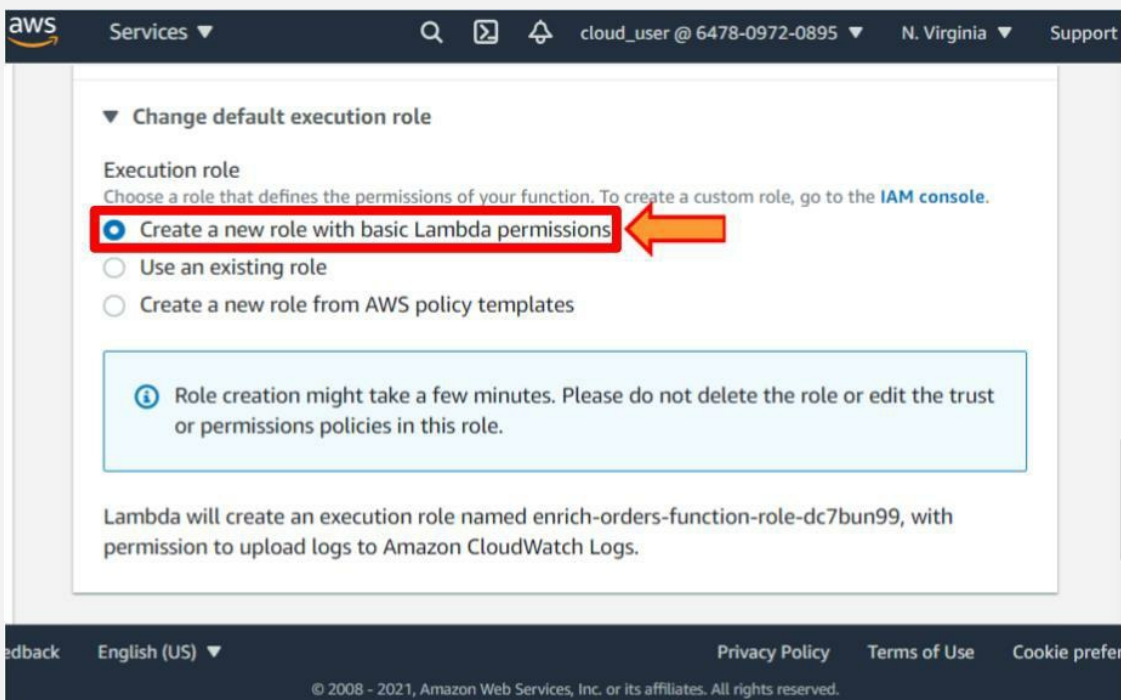 aws Services ▼ cloud_user @ 6478-0972-0895 ▼ N. Virginia ▼ Support
▼ Change default execution role
Execution role
Choose a role that defines the permissions of your function. To create a custom role, go to the IAM console.
Create a new role with basic Lambda permissions
Use an existing role
Create a new role from AWS policy templates
Role creation might take a few minutes. Please do not delete the role or edit the trust
or permissions policies in this role.
Lambda will create an execution role named enrich-orders-function-role-dc7bun99, with
permission to upload logs to Amazon CloudWatch Logs.
edback English (US) ▼ Privacy Policy Terms of Use Cookie prefer
© 2008 - 2021, Amazon Web Services, Inc. or its affiliates. All rights reserved.